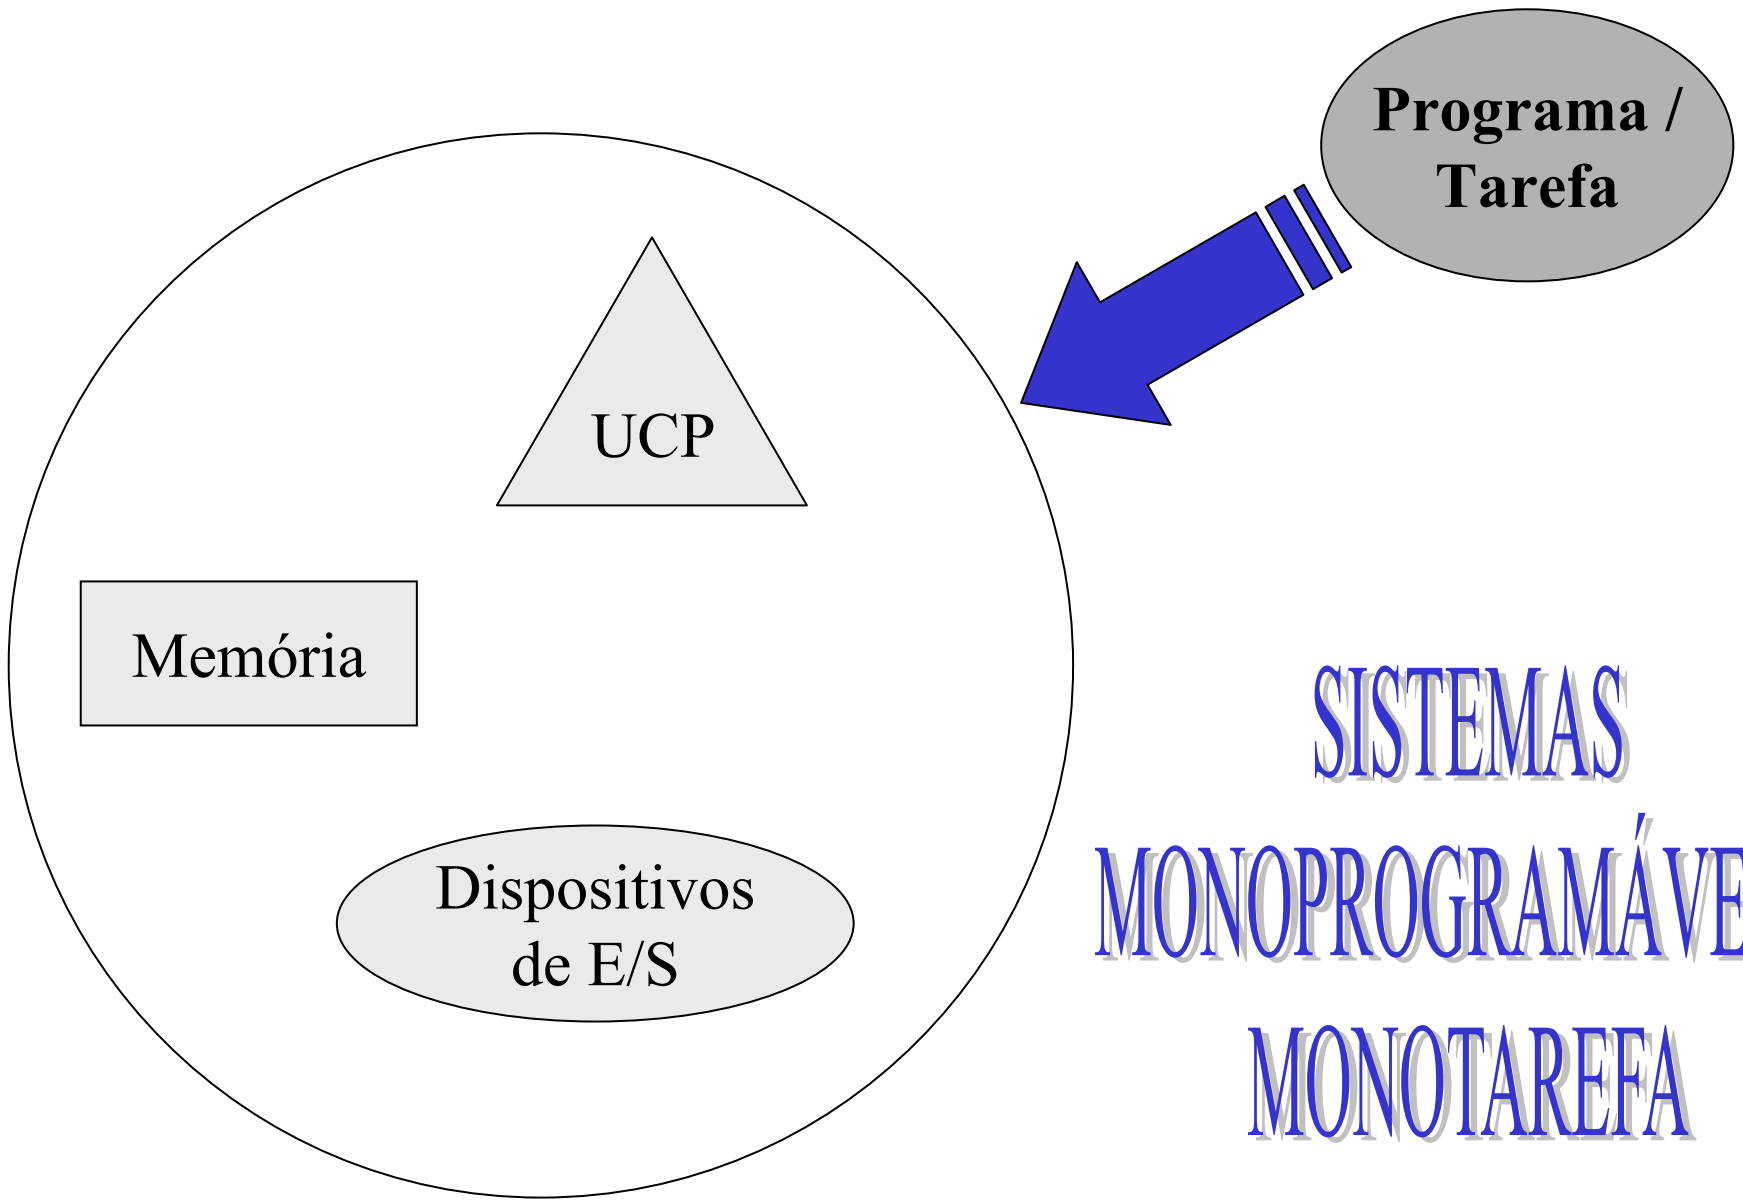 Programa /
Tarefa
UCP
Memória
Dispositivos
de E/S
SISTEMAS
MONOPROGRAMÁVE
MONOTAREFA